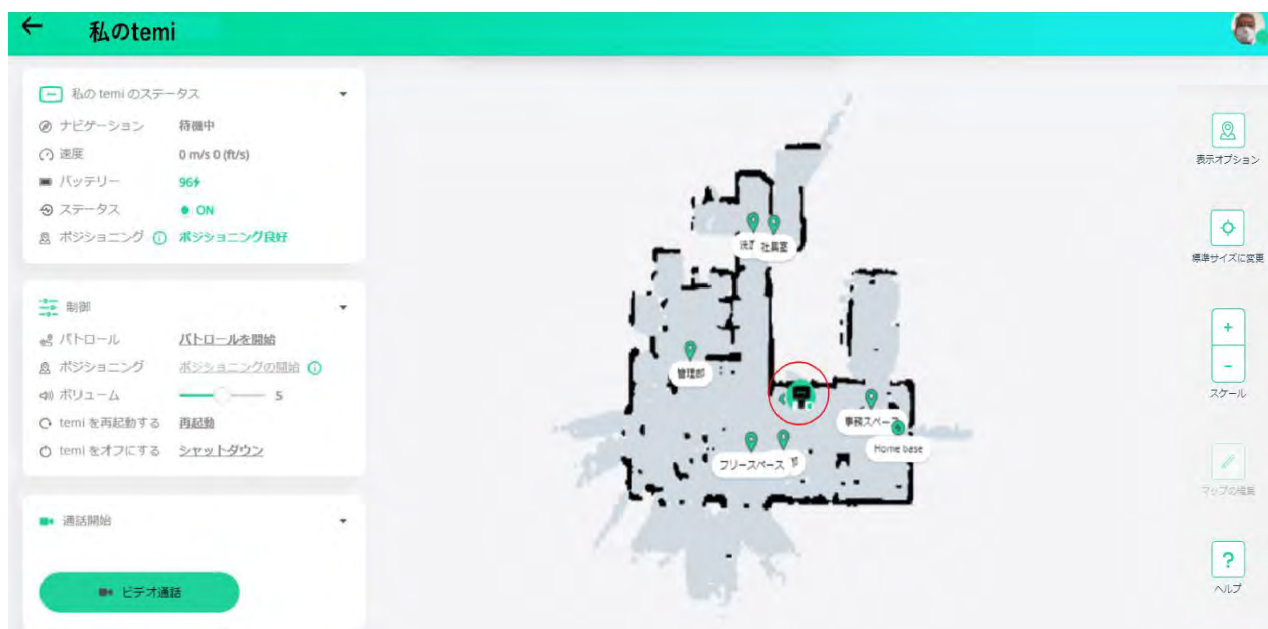 私のtemi
私の temi のステータス
ナビゲーション 待機中
速度 0 m/s 0 (ft/s)
バッテリー 96
ステータス ON
ポジショニング ポジショニング良好
制御
パトロール パトロールを開始
ポジショニング ポジショニングの開始
ボリューム 5
temi を再起動する 再起動
temi をオフにする シャットダウン
通話開始
ビデオ通話
社員室
管理部
事務スペース
フリースペース
Home base
表示オプション
標準サイズに変更
+
-
スケール
マップの編集
?
ヘルプ